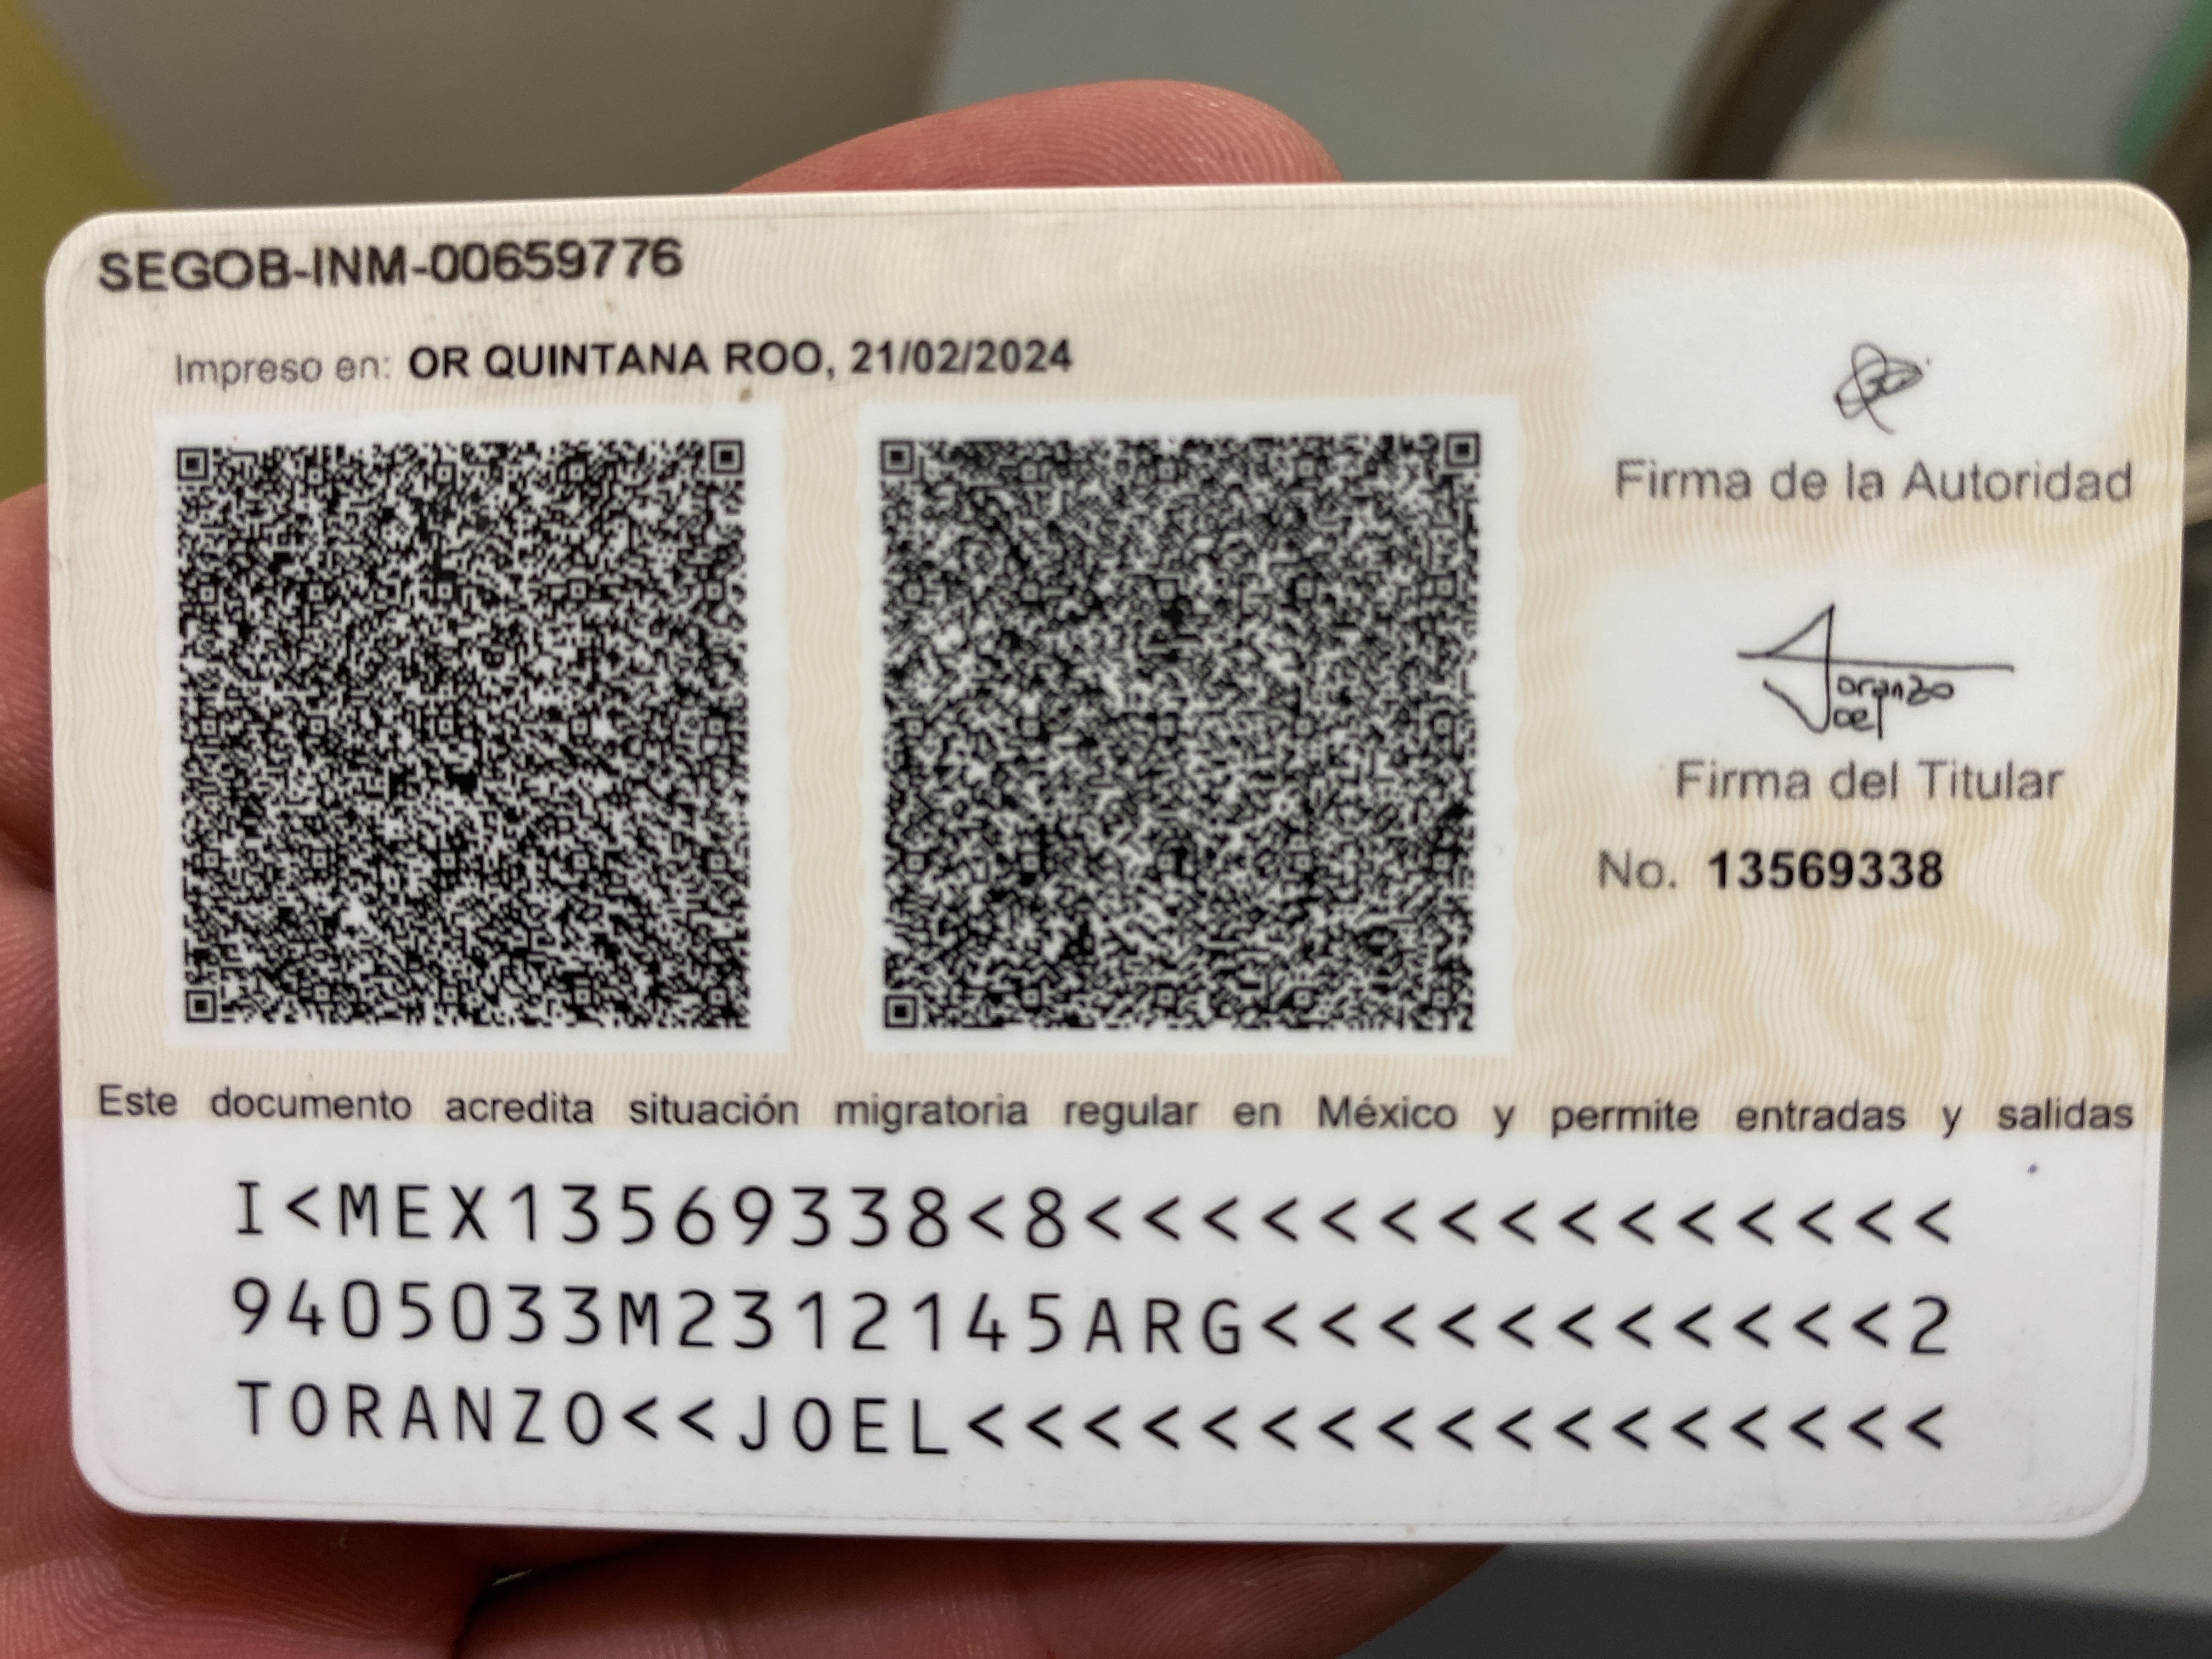 SEGOB-INM-00659776
Impreso en: OR QUINTANA ROO, 21/02/2024
Firma de la Autoridad
Toranzo
Joel
Firma del Titular
No. 13569338
Este documento acredita situación migratoria regular en México y permite entradas y salidas
I<MEX13569338<8<<<<<<<<<<<<<<<
9405033M2312145ARG<<<<<<<<<<<2
TORANZO<<JOEL<<<<<<<<<<<<<<<<<